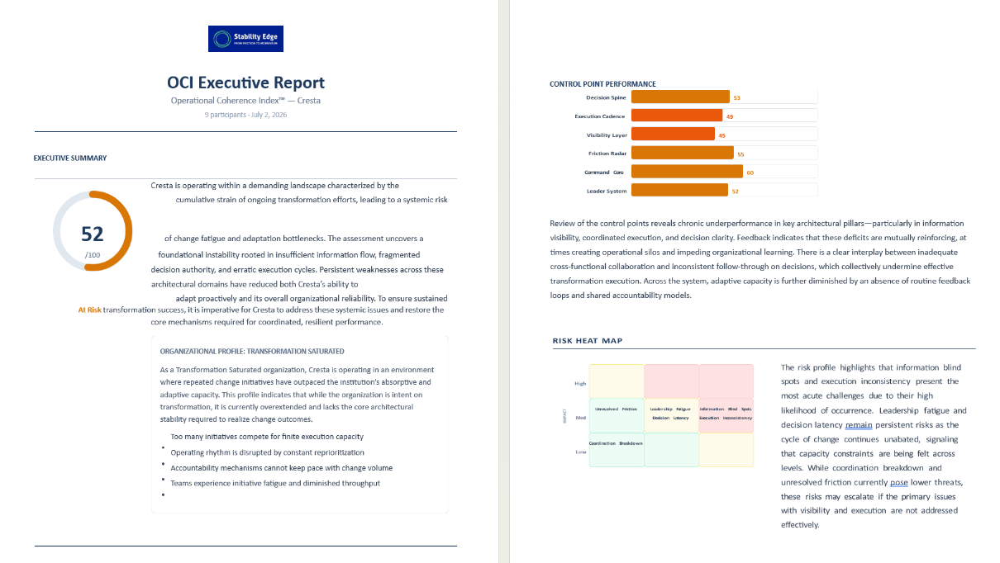 Stability Edge
FROM FRICTION TO MOMENTUM
OCI Executive Report
Operational Coherence Index™ — Cresta
9 participants - July 2, 2026
EXECUTIVE SUMMARY
52
/100
AI Risk
Cresta is operating within a demanding landscape characterized by the
cumulative strain of ongoing transformation efforts, leading to a systemic risk
of change fatigue and adaptation bottlenecks. The assessment uncovers a
foundational instability rooted in insufficient information flow, fragmented
decision authority, and erratic execution cycles. Persistent weaknesses across these
architectural domains have reduced both Cresta's ability to
adapt proactively and its overall organizational reliability. To ensure sustained
transformation success, it is imperative for Cresta to address these systemic issues and restore the
core mechanisms required for coordinated, resilient performance.
ORGANIZATIONAL PROFILE: TRANSFORMATION SATURATED
As a Transformation Saturated organization, Cresta is operating in an environment
where repeated change initiatives have outpaced the institution's absorptive and
adaptive capacity. This profile indicates that while the organization is intent on
transformation, it is currently overextended and lacks the core architectural
stability required to realize change outcomes.
Too many initiatives compete for finite execution capacity
• Operating rhythm is disrupted by constant reprioritization
• Accountability mechanisms cannot keep pace with change volume
• Teams experience initiative fatigue and diminished throughput
•
CONTROL POINT PERFORMANCE
Decision Spine 53
Execution Cadence 49
Visibility Layer 45
Friction Radar 55
Command Core 60
Leader System 52
Review of the control points reveals chronic underperformance in key architectural pillars—particularly in information
visibility, coordinated execution, and decision clarity. Feedback indicates that these deficits are mutually reinforcing, at
times creating operational silos and impeding organizational learning. There is a clear interplay between inadequate
cross-functional collaboration and inconsistent follow-through on decisions, which collectively undermine effective
transformation execution. Across the system, adaptive capacity is further diminished by an absence of routine feedback
loops and shared accountability models.
RISK HEAT MAP
IMPACT
High
Med
Low
Unresolved Friction
Leadership Fatigue
Decision Latency
Information Blind Spots
Execution Inconsistency
Coordination Breakdown
The risk profile highlights that information blind
spots and execution inconsistency present the
most acute challenges due to their high
likelihood of occurrence. Leadership fatigue and
decision latency remain persistent risks as the
cycle of change continues unabated, signaling
that capacity constraints are being felt across
levels. While coordination breakdown and
unresolved friction currently pose lower threats,
these risks may escalate if the primary issues
with visibility and execution are not addressed
effectively.